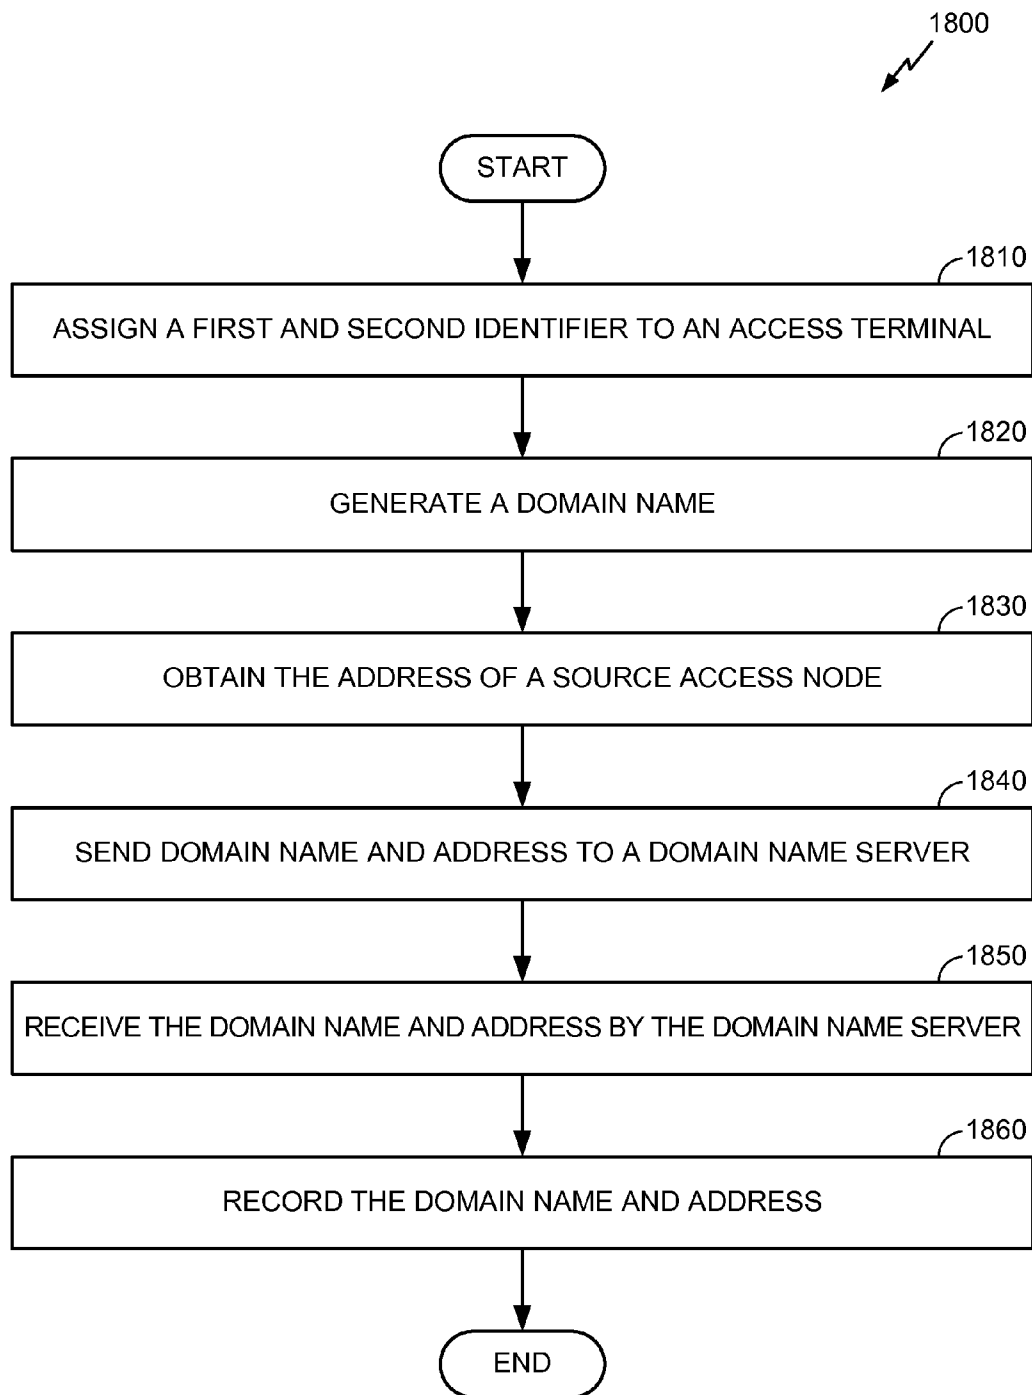 1800
START
1810
ASSIGN A FIRST AND SECOND IDENTIFIER TO AN ACCESS TERMINAL
1820
GENERATE A DOMAIN NAME
1830
OBTAIN THE ADDRESS OF A SOURCE ACCESS NODE
1840
SEND DOMAIN NAME AND ADDRESS TO A DOMAIN NAME SERVER
1850
RECEIVE THE DOMAIN NAME AND ADDRESS BY THE DOMAIN NAME SERVER
1860
RECORD THE DOMAIN NAME AND ADDRESS
END